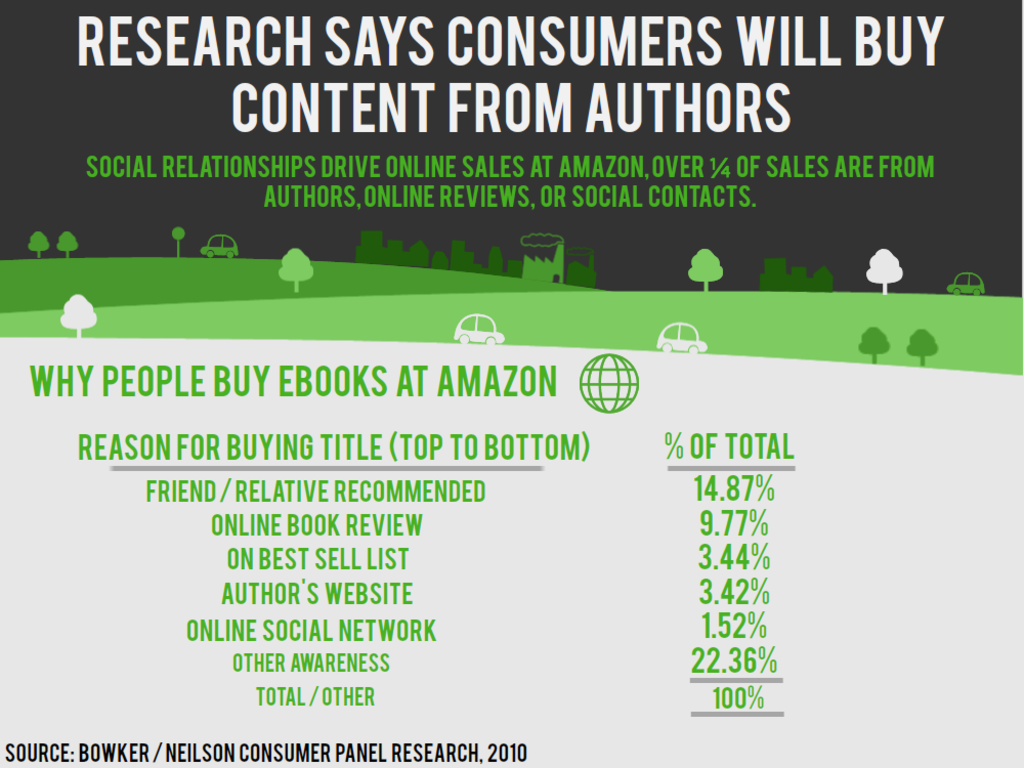 RESEARCH SAYS CONSUMERS WILL BUY
CONTENT FROM AUTHORS
SOCIAL RELATIONSHIPS DRIVE ONLINE SALES AT AMAZON, OVER ¼ OF SALES ARE FROM
AUTHORS, ONLINE REVIEWS, OR SOCIAL CONTACTS.
WHY PEOPLE BUY EBOOKS AT AMAZON
REASON FOR BUYING TITLE (TOP TO BOTTOM) % OF TOTAL
FRIEND / RELATIVE RECOMMENDED 14.87%
ONLINE BOOK REVIEW 9.77%
ON BEST SELL LIST 3.44%
AUTHOR'S WEBSITE 3.42%
ONLINE SOCIAL NETWORK 1.52%
OTHER AWARENESS 22.36%
TOTAL / OTHER 100%
SOURCE: BOWKER / NEILSON CONSUMER PANEL RESEARCH, 2010